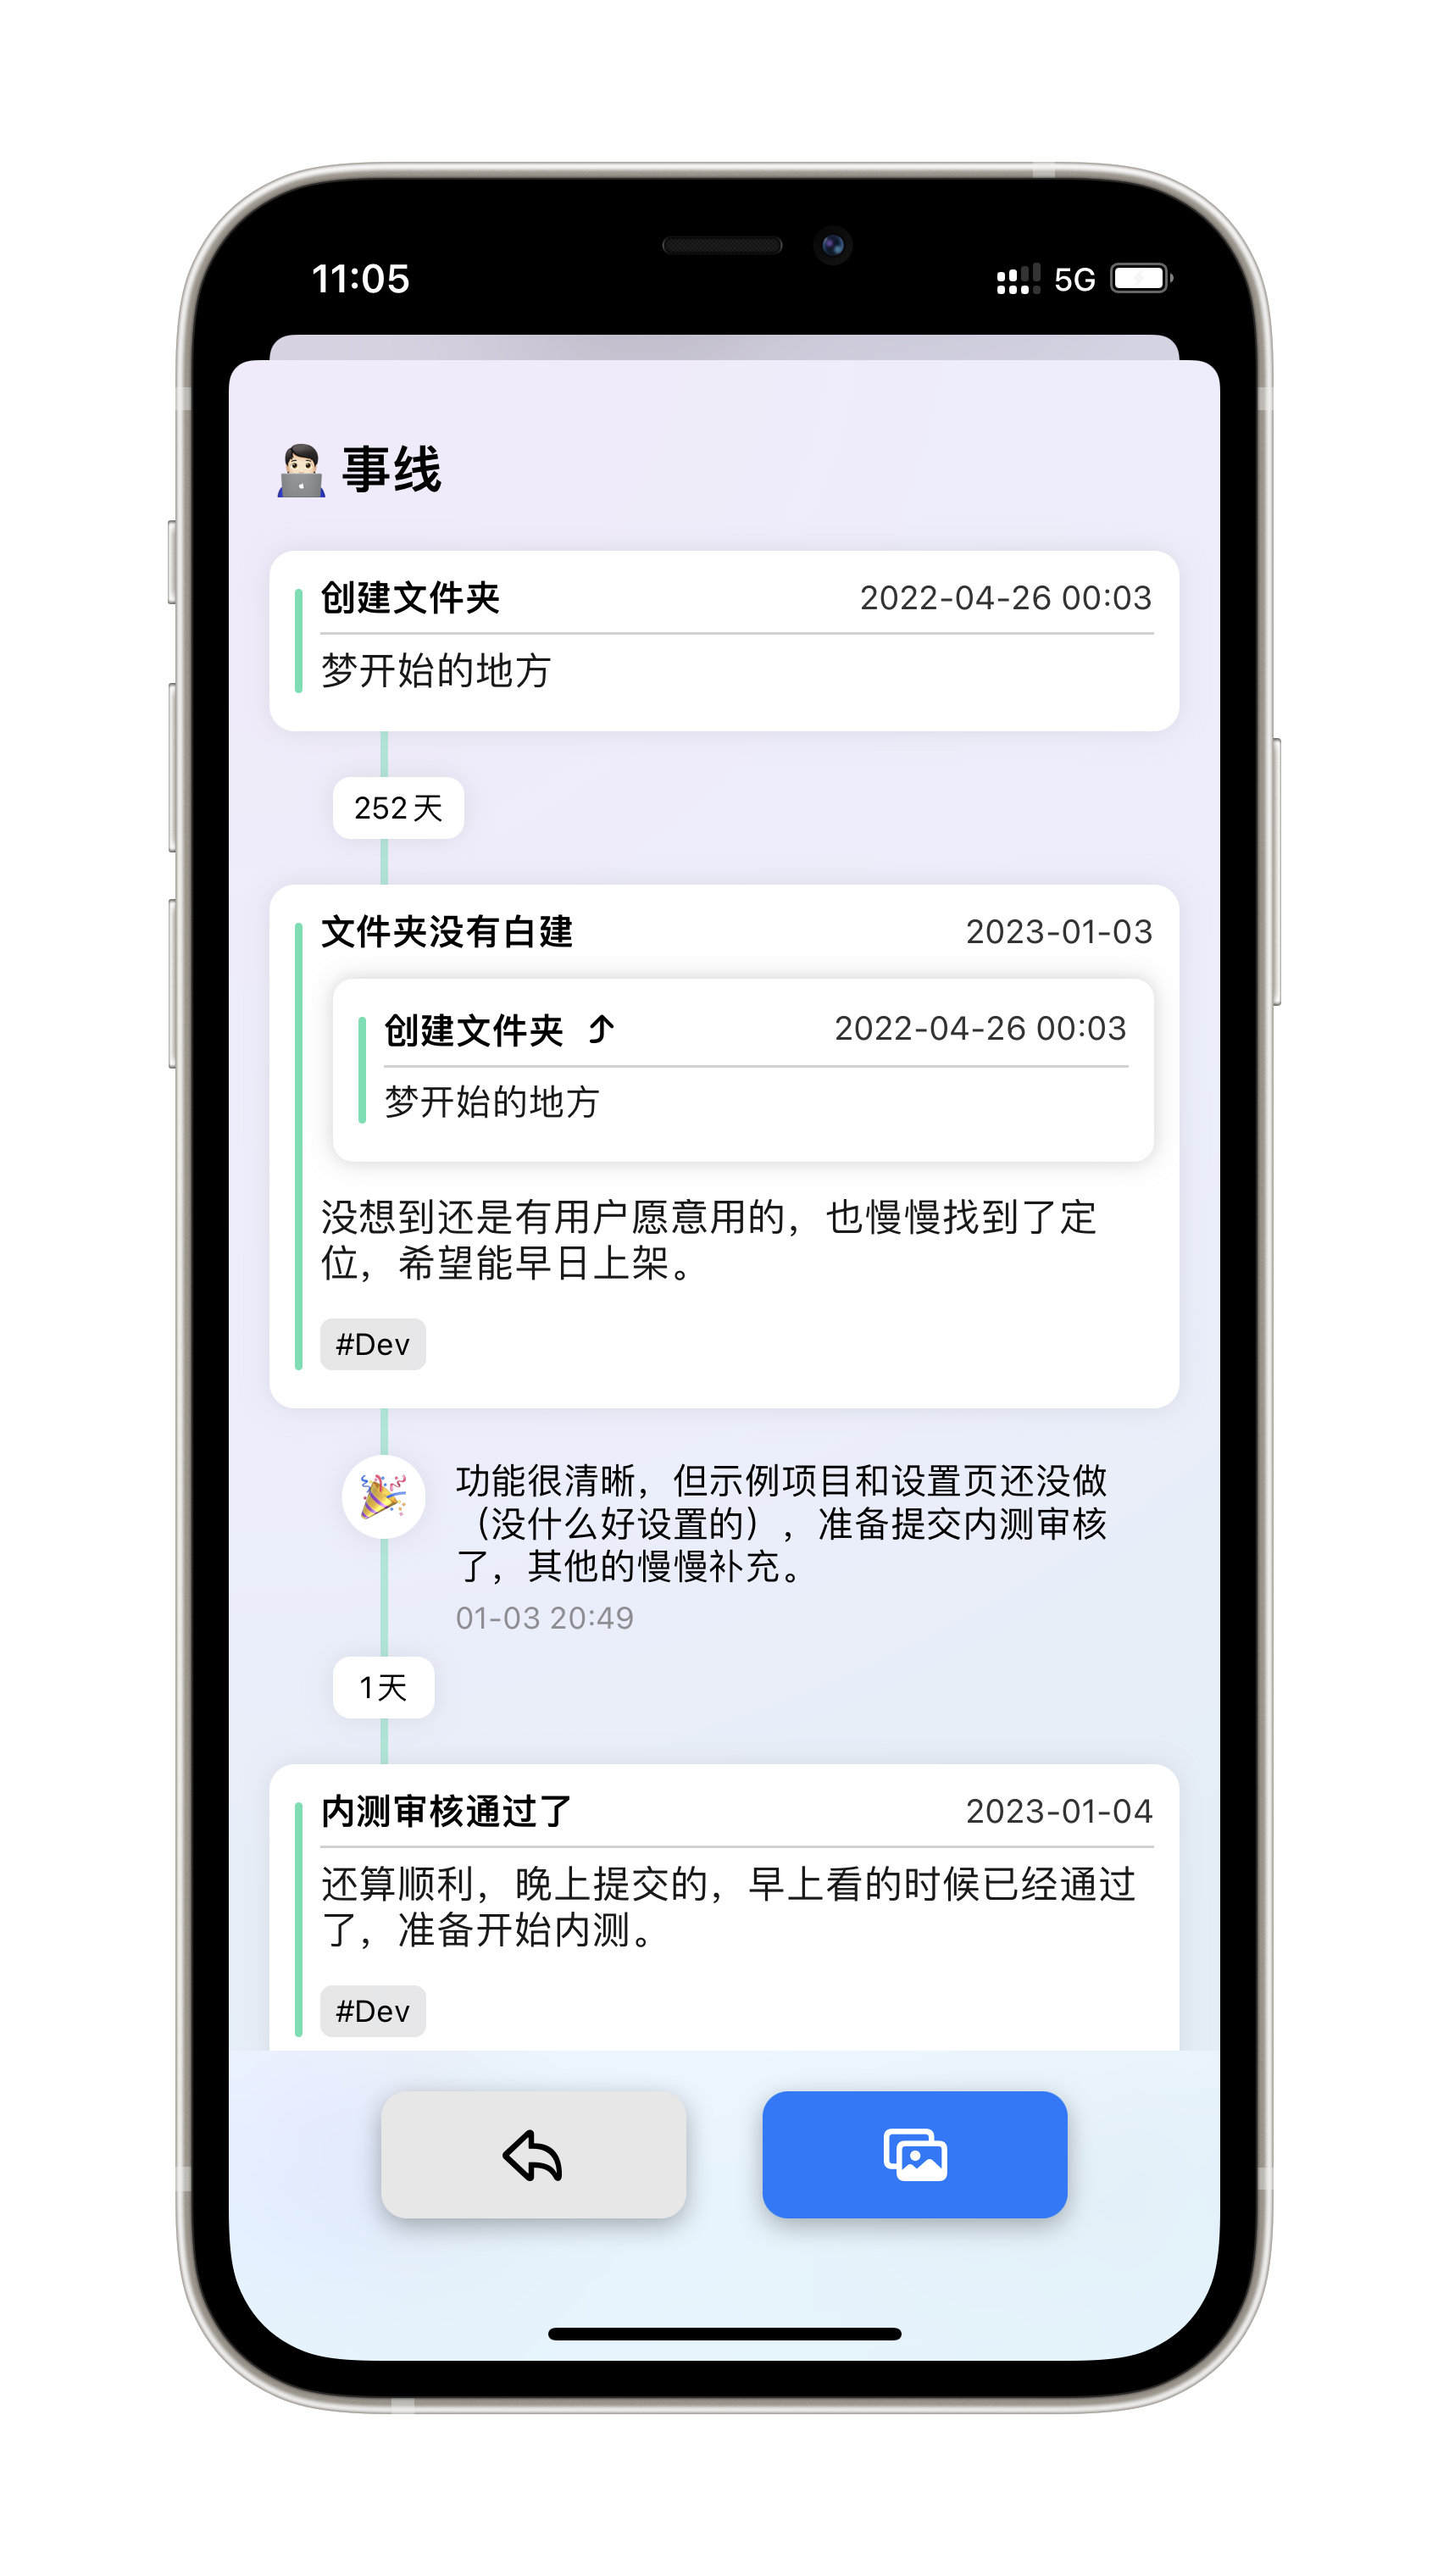 11:05
5G
事线
创建文件夹 2022-04-26 00:03
梦开始的地方
252天
文件夹没有白建 2023-01-03
创建文件夹 ↑ 2022-04-26 00:03
梦开始的地方
没想到还是有用户愿意用的，也慢慢找到了定
位，希望能早日上架。
#Dev
功能很清晰，但示例项目和设置页还没做
（没什么好设置的），准备提交内测审核
了，其他的慢慢补充。
01-03 20:49
1天
内测审核通过了 2023-01-04
还算顺利，晚上提交的，早上看的时候已经通过
了，准备开始内测。
#Dev